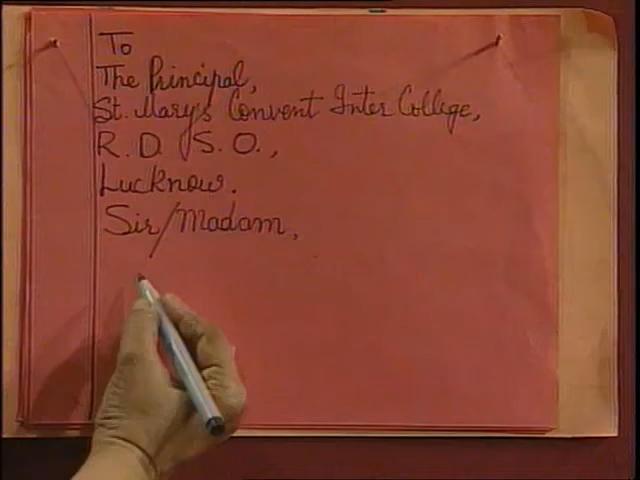 To
The Principal,
St. Mary's Convent Inter College,
R. D. S. O.,
Lucknow.
Sir/Madam,